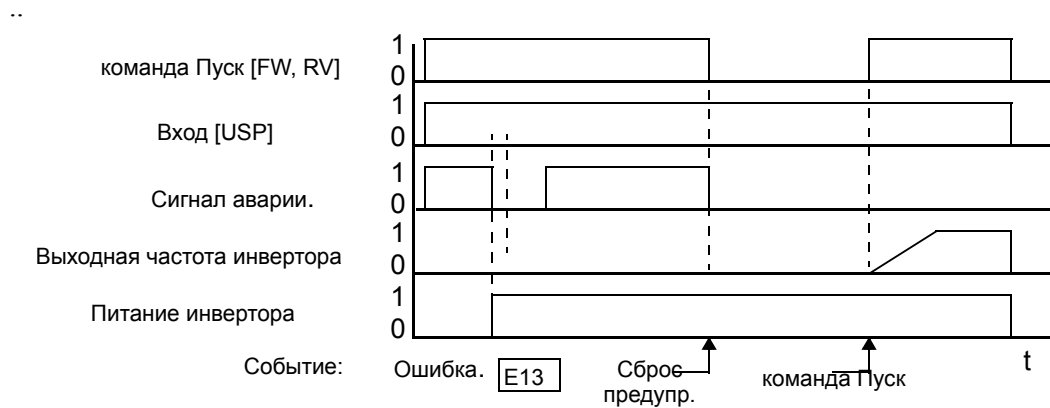 ..
команда Пуск [FW, RV]
1
0
Вход [USP]
1
0
Сигнал аварии.
1
0
Выходная частота инвертора
1
0
Питание инвертора
1
0
Событие:
Ошибка. E13
Сброс
предупр.
команда Пуск
t